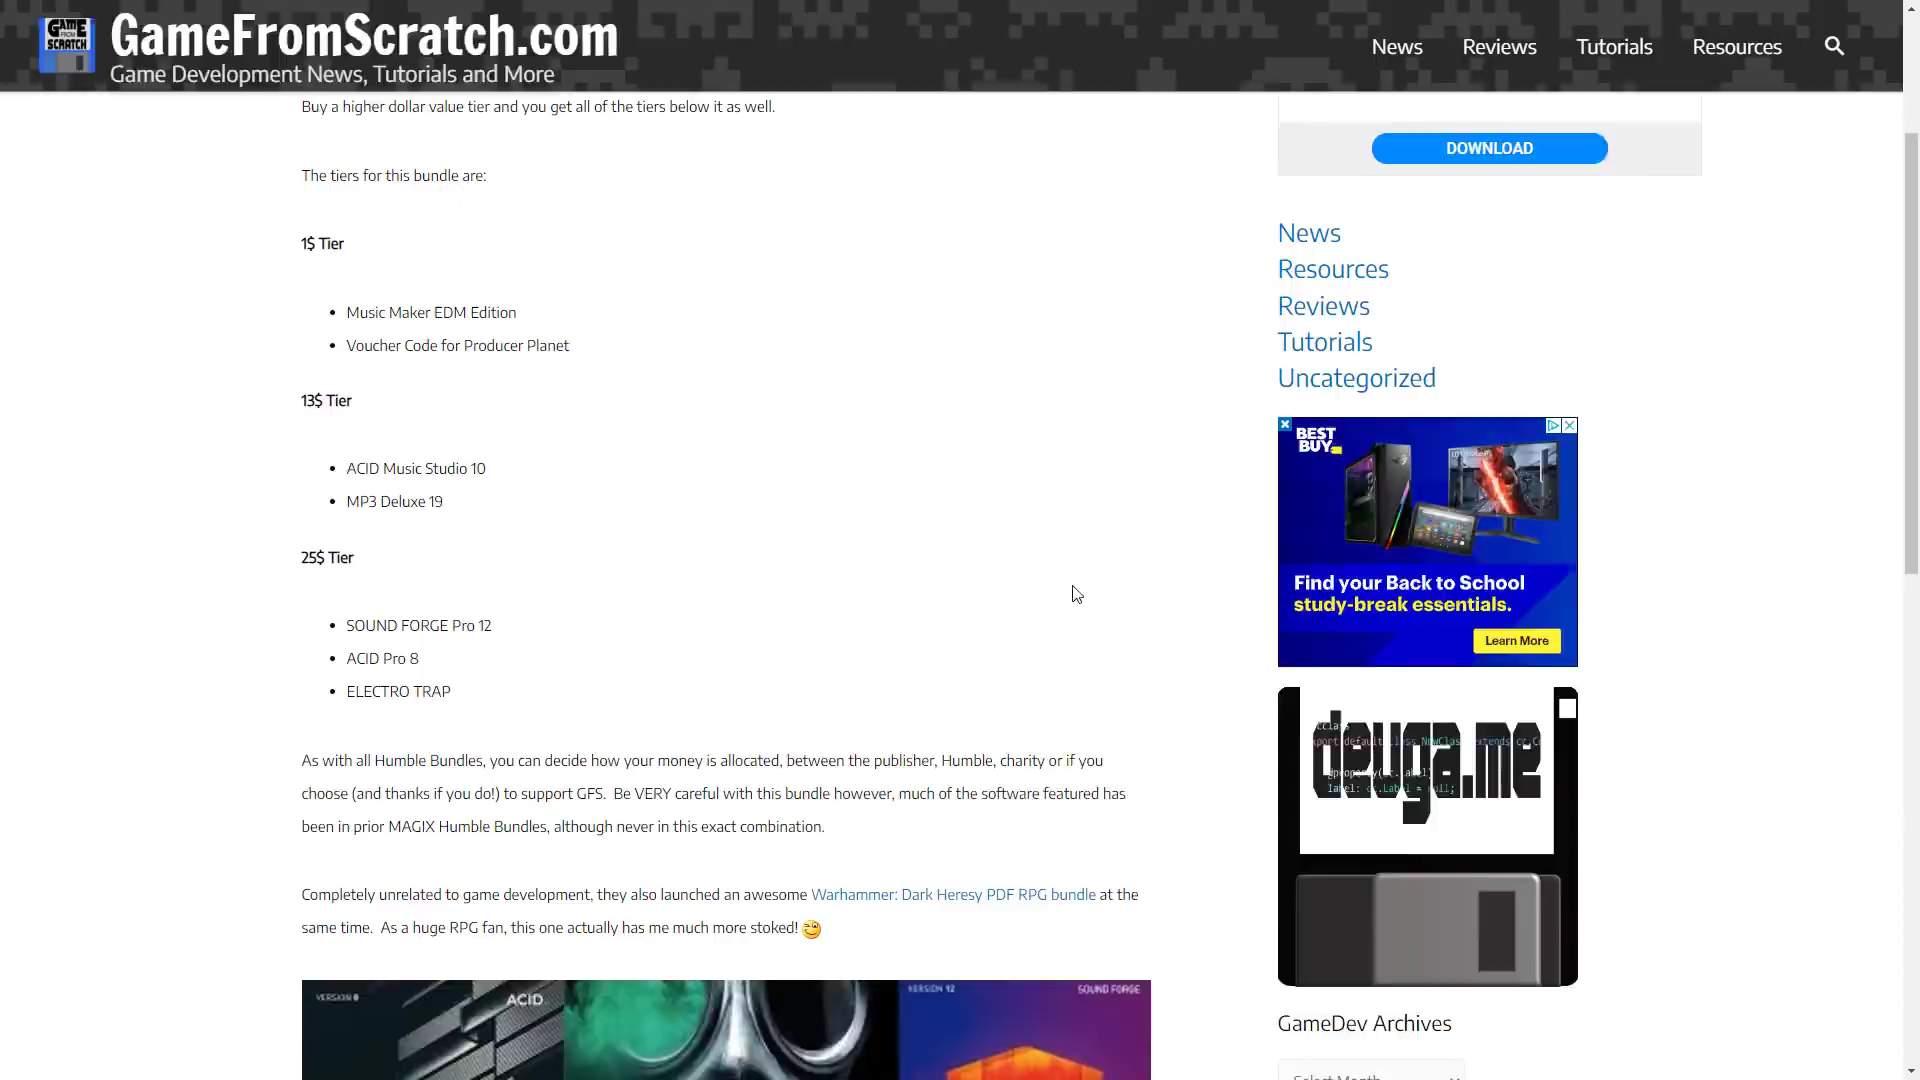 GAME
FROM
SCRATCH
GameFromScratch.com
Game Development News, Tutorials and More
News
Reviews
Tutorials
Resources
Buy a higher dollar value tier and you get all of the tiers below it as well.
The tiers for this bundle are:
1$ Tier
Music Maker EDM Edition
Voucher Code for Producer Planet
13$ Tier
ACID Music Studio 10
MP3 Deluxe 19
25$ Tier
SOUND FORGE Pro 12
ACID Pro 8
ELECTRO TRAP
As with all Humble Bundles, you can decide how your money is allocated, between the publisher, Humble, charity or if you
choose (and thanks if you do!) to support GFS. Be VERY careful with this bundle however, much of the software featured has
been in prior MAGIX Humble Bundles, although never in this exact combination.
Completely unrelated to game development, they also launched an awesome Warhammer: Dark Heresy PDF RPG bundle at the
same time. As a huge RPG fan, this one actually has me much more stoked!
VERSION 8
ACID
VERSION 12
SOUND FORGE
DOWNLOAD
News
Resources
Reviews
Tutorials
Uncategorized
BEST
BUY
Find your Back to School
study-break essentials.
Learn More
devga.me
GameDev Archives
Select Month